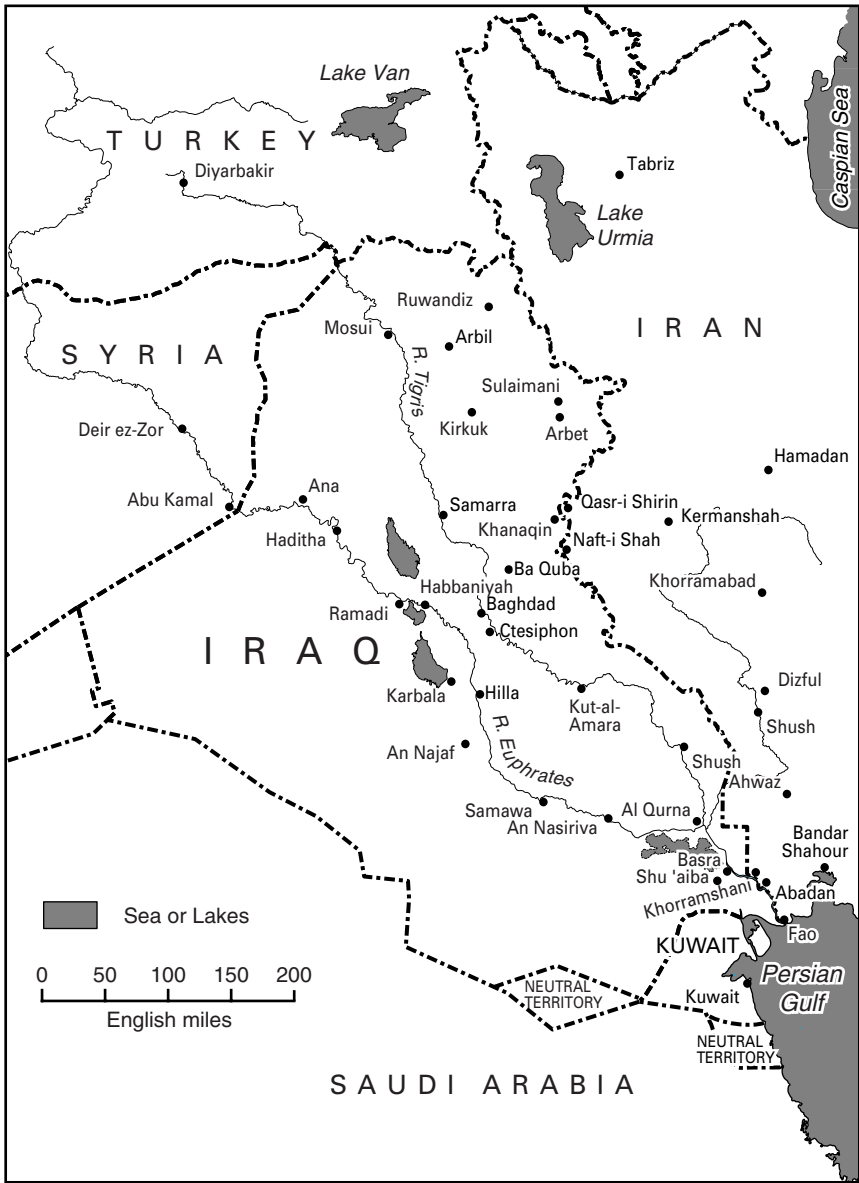 Lake Van
Caspian Sea
TURKEY
Tabriz
Diyarbakir
Lake
Urmia
Ruwandiz
IRAN
Mosui
Arbil
SYRIA
R. Tigris
Sulaimani
Kirkuk
Arbet
Deir ez-Zor
Hamadan
Ana
Abu Kamal
Samarra
Qasr-i Shirin
Kermanshah
Khanaqin
Haditha
Naft-i Shah
Ba Quba
Khorramabad
Habbaniyah
Ramadi
Baghdad
Ctesiphon
IRAQ
Karbala
Hilla
Dizful
Kut-al-
Amara
Shush
R. Euphrates
An Najaf
Shush
Ahwaz
Samawa
Al Qurna
An Nasiriva
Bandar
Shahour
Basra
Shu 'aiba
Khorramshani
Abadan
Sea or Lakes
Fao
KUWAIT
Persian
Gulf
0 50 100 150 200
English miles
NEUTRAL
TERRITORY
Kuwait
NEUTRAL
TERRITORY
SAUDI ARABIA